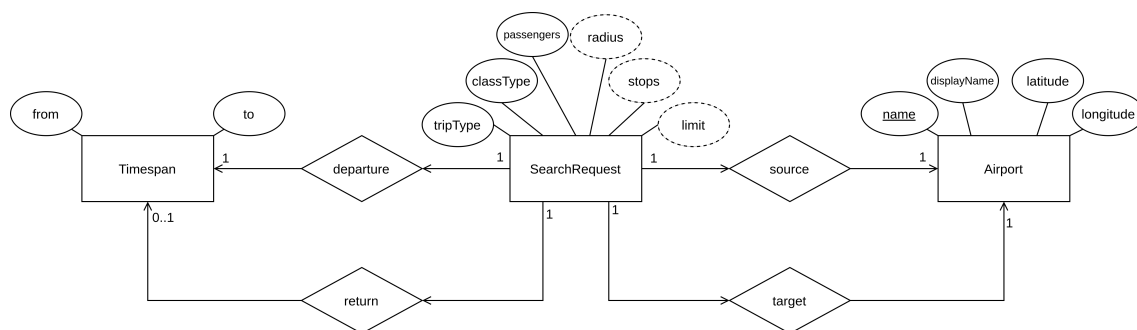 passengers
radius
classType
stops
displayName
latitude
from
to
tripType
limit
name
longitude
1
1
1
1
Timespan
departure
SearchRequest
source
Airport
0..1
1
1
1
return
target